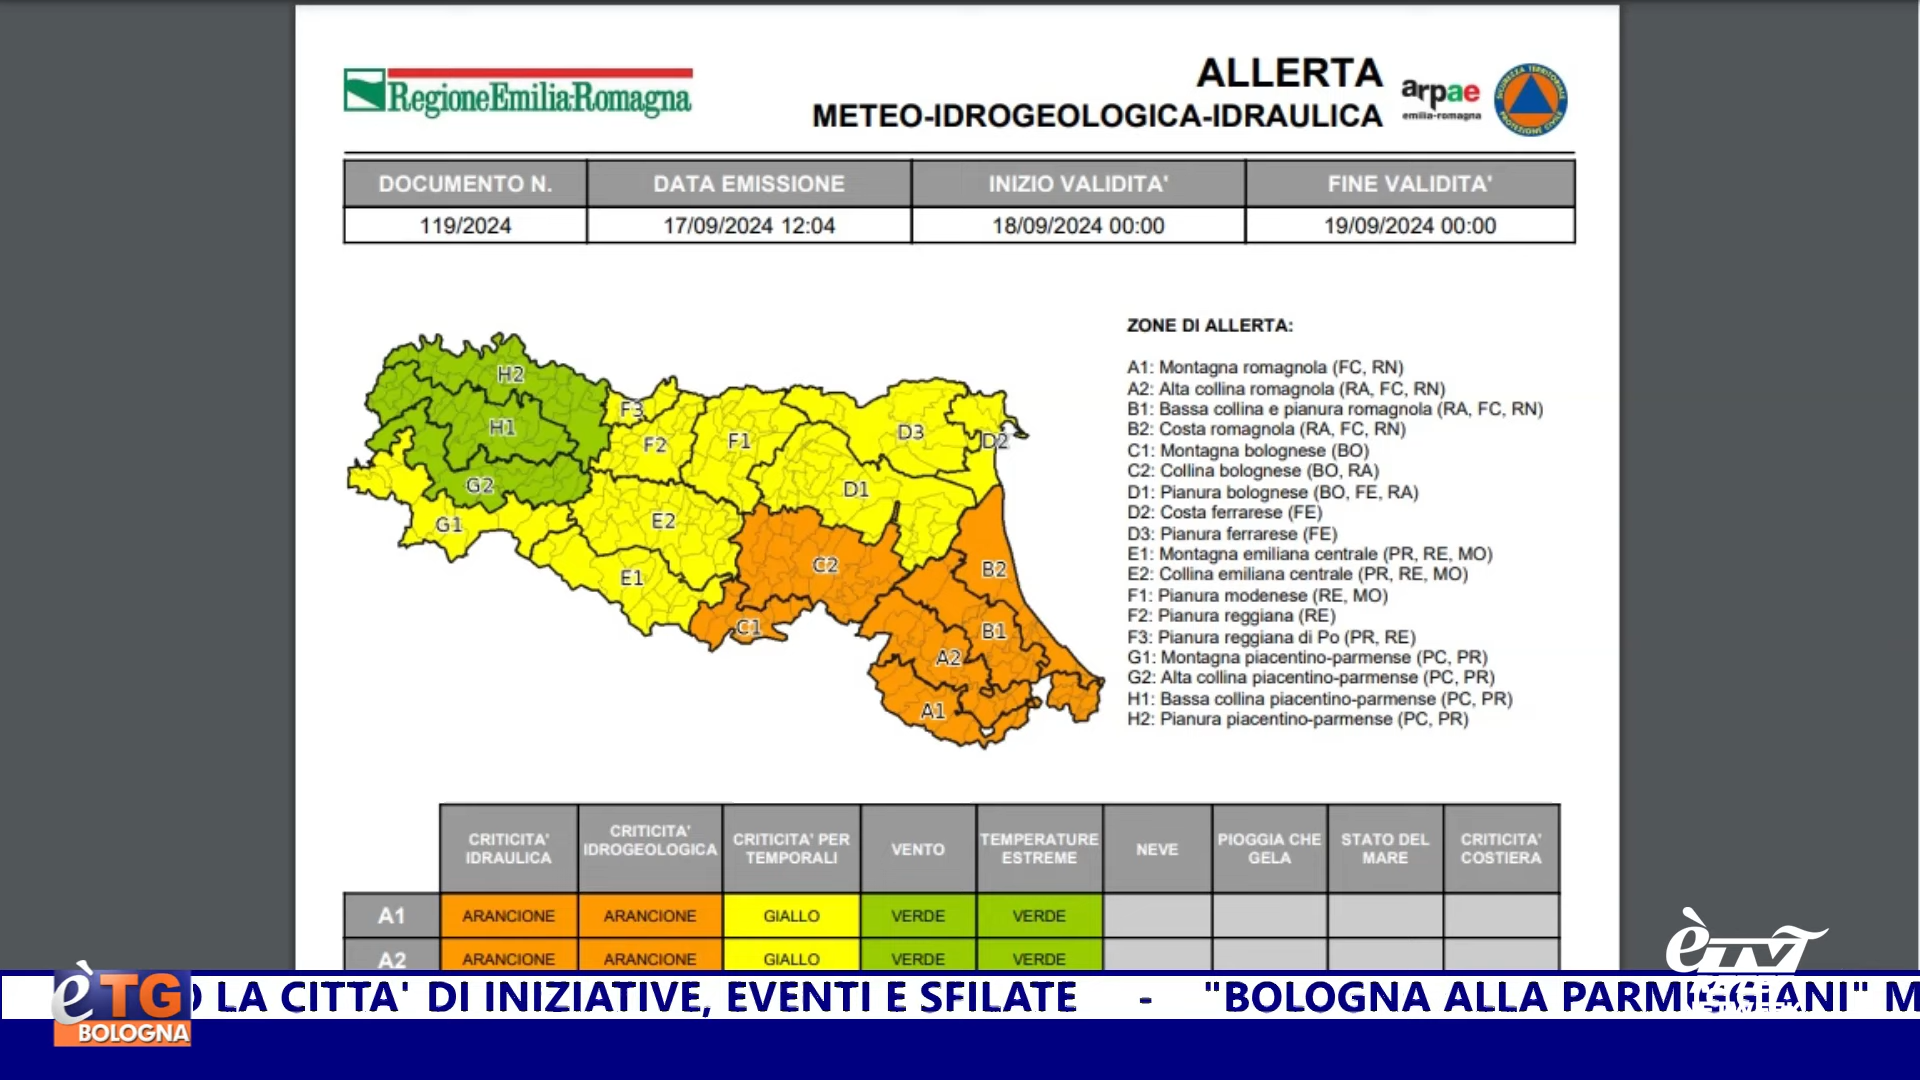 RegioneEmilia-Romagna
ALLERTA
METEO-IDROGEOLOGICA-IDRAULICA
arpae
emilia-romagna
SICUREZZA TERRITORIALE
PROTEZIONE CIVILE
DOCUMENTO N. DATA EMISSIONE INIZIO VALIDITA' FINE VALIDITA'
119/2024 17/09/2024 12:04 18/09/2024 00:00 19/09/2024 00:00
H2
F3
H1
F2
F1
D3
D2
G2
D1
G1
E2
E1
C2
B2
C1
B1
A2
A1
ZONE DI ALLERTA:
A1: Montagna romagnola (FC, RN)
A2: Alta collina romagnola (RA, FC, RN)
B1: Bassa collina e pianura romagnola (RA, FC, RN)
B2: Costa romagnola (RA, FC, RN)
C1: Montagna bolognese (BO)
C2: Collina bolognese (BO, RA)
D1: Pianura bolognese (BO, FE, RA)
D2: Costa ferrarese (FE)
D3: Pianura ferrarese (FE)
E1: Montagna emiliana centrale (PR, RE, MO)
E2: Collina emiliana centrale (PR, RE, MO)
F1: Pianura modenese (RE, MO)
F2: Pianura reggiana (RE)
F3: Pianura reggiana di Po (PR, RE)
G1: Montagna piacentino-parmense (PC, PR)
G2: Alta collina piacentino-parmense (PC, PR)
H1: Bassa collina piacentino-parmense (PC, PR)
H2: Pianura piacentino-parmense (PC, PR)
CRITICITA' IDRAULICA CRITICITA' IDROGEOLOGICA CRITICITA' PER TEMPORALI VENTO TEMPERATURE ESTREME NEVE PIOGGIA CHE GELA STATO DEL MARE CRITICITA' COSTIERA
A1 ARANCIONE ARANCIONE GIALLO VERDE VERDE
A2 ARANCIONE ARANCIONE GIALLO VERDE VERDE
èTV
LA CITTA' DI INIZIATIVE, EVENTI E SFILATE - "BOLOGNA ALLA PARMIGIANI" M
èTG
BOLOGNA